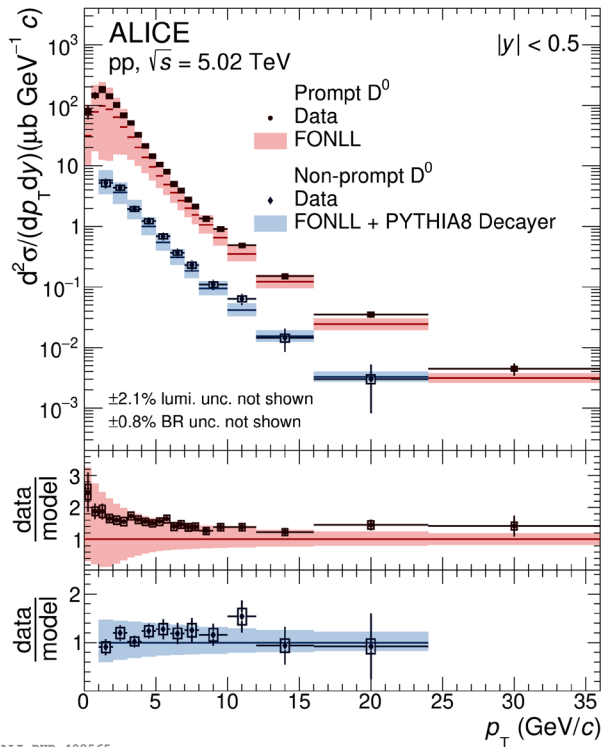 ALICE
pp, √s = 5.02 TeV
|y| < 0.5
Prompt D⁰
Data
FONLL
Non-prompt D⁰
Data
FONLL + PYTHIA8 Decayer
±2.1% lumi. unc. not shown
±0.8% BR unc. not shown
d²σ/(dp_T dy)(μb GeV⁻¹ c)
10³
10²
10
1
10⁻¹
10⁻²
10⁻³
data
model
3
2
1
data
model
2
1
0 5 10 15 20 25 30 35
p_T (GeV/c)